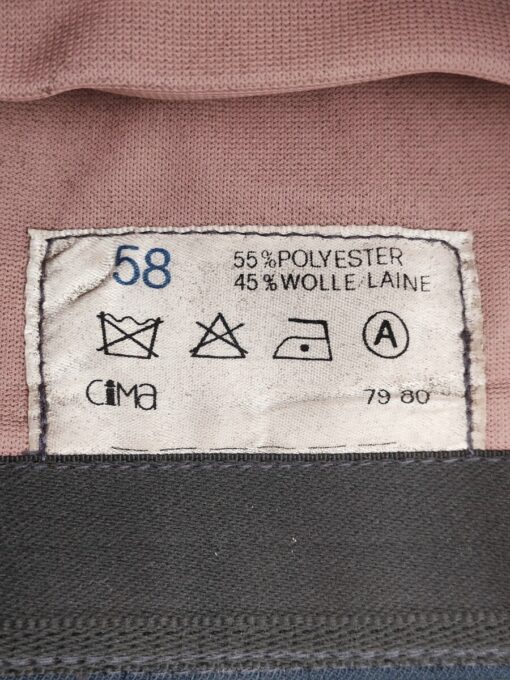 58
55% POLYESTER
45% WOLLE/LAINE
A
CiMa
79 80